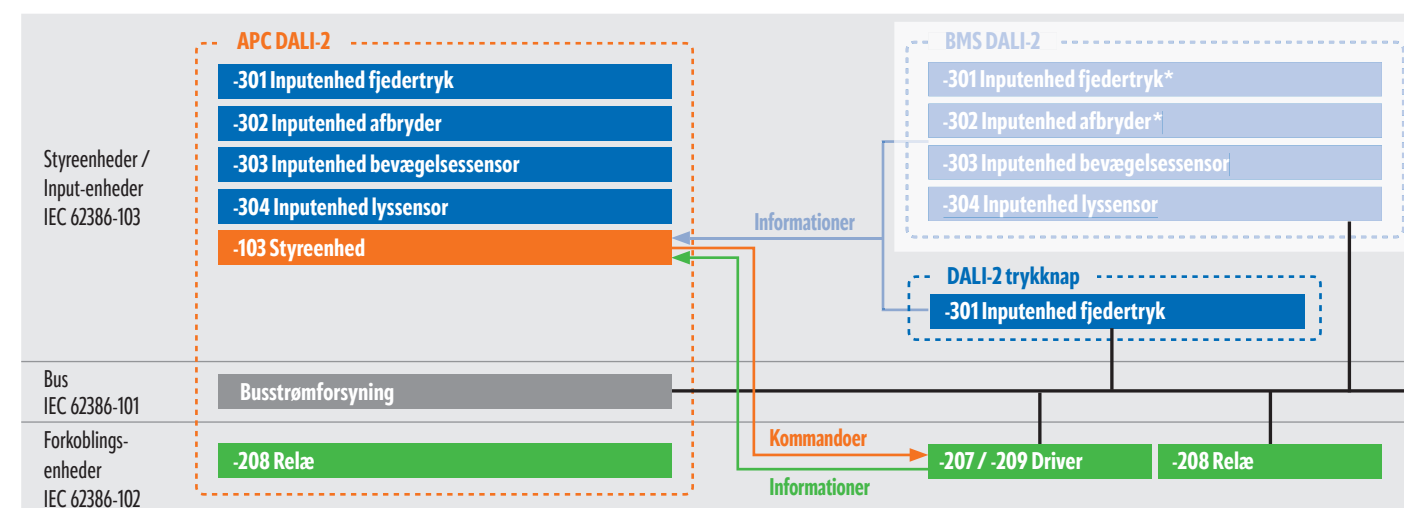 APC DALI-2
BMS DALI-2
-301 Inputenhed fjedertryk
-302 Inputenhed afbryder
-303 Inputenhed bevægelsessensor
-304 Inputenhed lyssensor
-103 Styreenhed
-301 Inputenhed fjedertryk*
-302 Inputenhed afbryder*
-303 Inputenhed bevægelsessensor
-304 Inputenhed lyssensor
Styreenheder /
Input-enheder
IEC 62386-103
Informationer
DALI-2 trykknap
-301 Inputenhed fjedertryk
Bus
IEC 62386-101
Busstrømforsyning
Forkoblings-
enheder
IEC 62386-102
-208 Relæ
Kommandoer
Informationer
-207 / -209 Driver
-208 Relæ